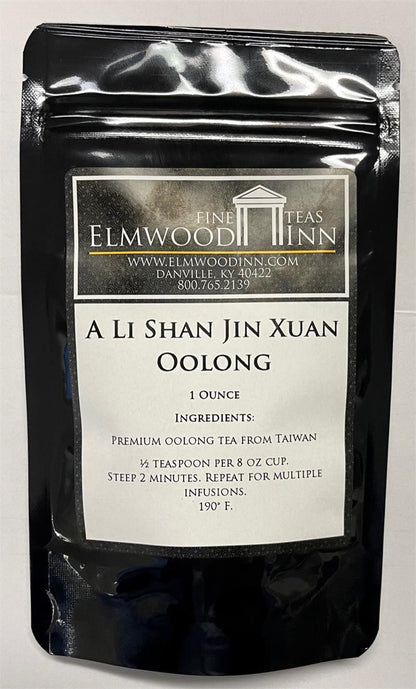 FINE TEAS
ELMWOOD INN
WWW.ELMWOODINN.COM
DANVILLE, KY 40422
800.765.2139
A LI SHAN JIN XUAN
OOLONG
1 OUNCE
INGREDIENTS:
PREMIUM OOLONG TEA FROM TAIWAN
½ TEASPOON PER 8 OZ CUP.
STEEP 2 MINUTES. REPEAT FOR MULTIPLE
INFUSIONS.
190° F.